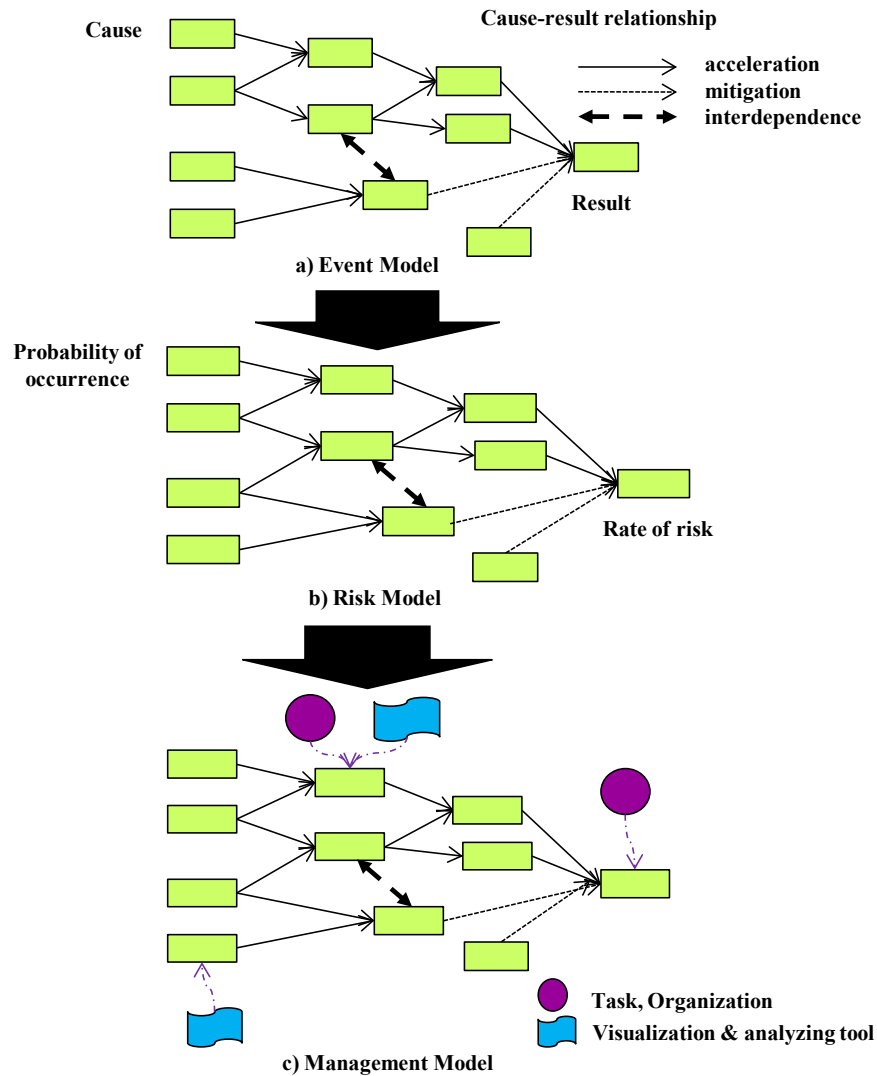 Cause-result relationship
Cause
acceleration
mitigation
interdependence
Result
a) Event Model
Probability of
occurrence
Rate of risk
b) Risk Model
Task, Organization
Visualization & analyzing tool
c) Management Model